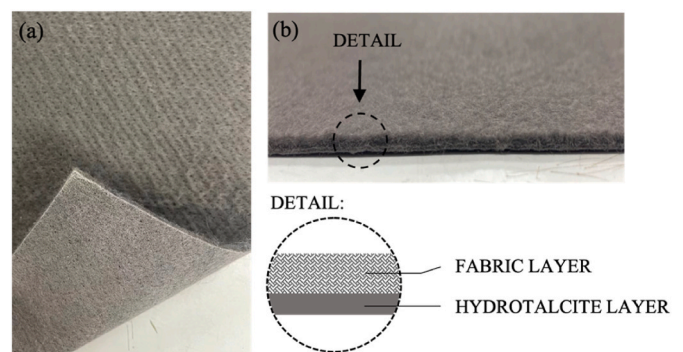 (a)
(b)
DETAIL
DETAIL:
FABRIC LAYER
HYDROTALCITE LAYER